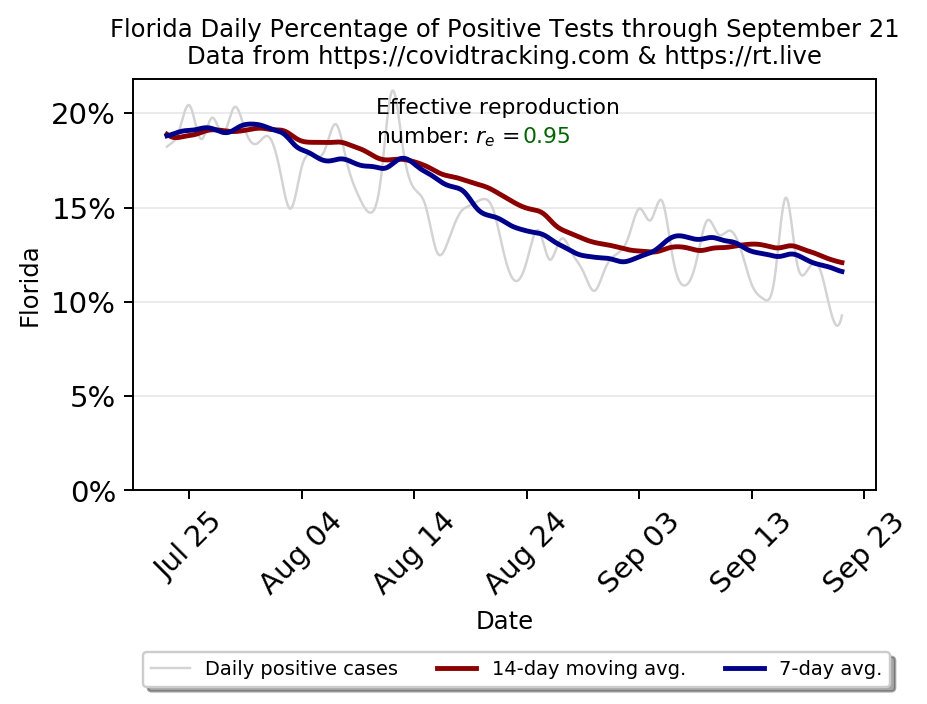 Florida Daily Percentage of Positive Tests through September 21
Data from https://covidtracking.com & https://rt.live
Effective reproduction
number: rₑ = 0.95
20%
15%
10%
5%
0%
Florida
Jul 25
Aug 04
Aug 14
Aug 24
Sep 03
Sep 13
Sep 23
Date
Daily positive cases
14-day moving avg.
7-day avg.